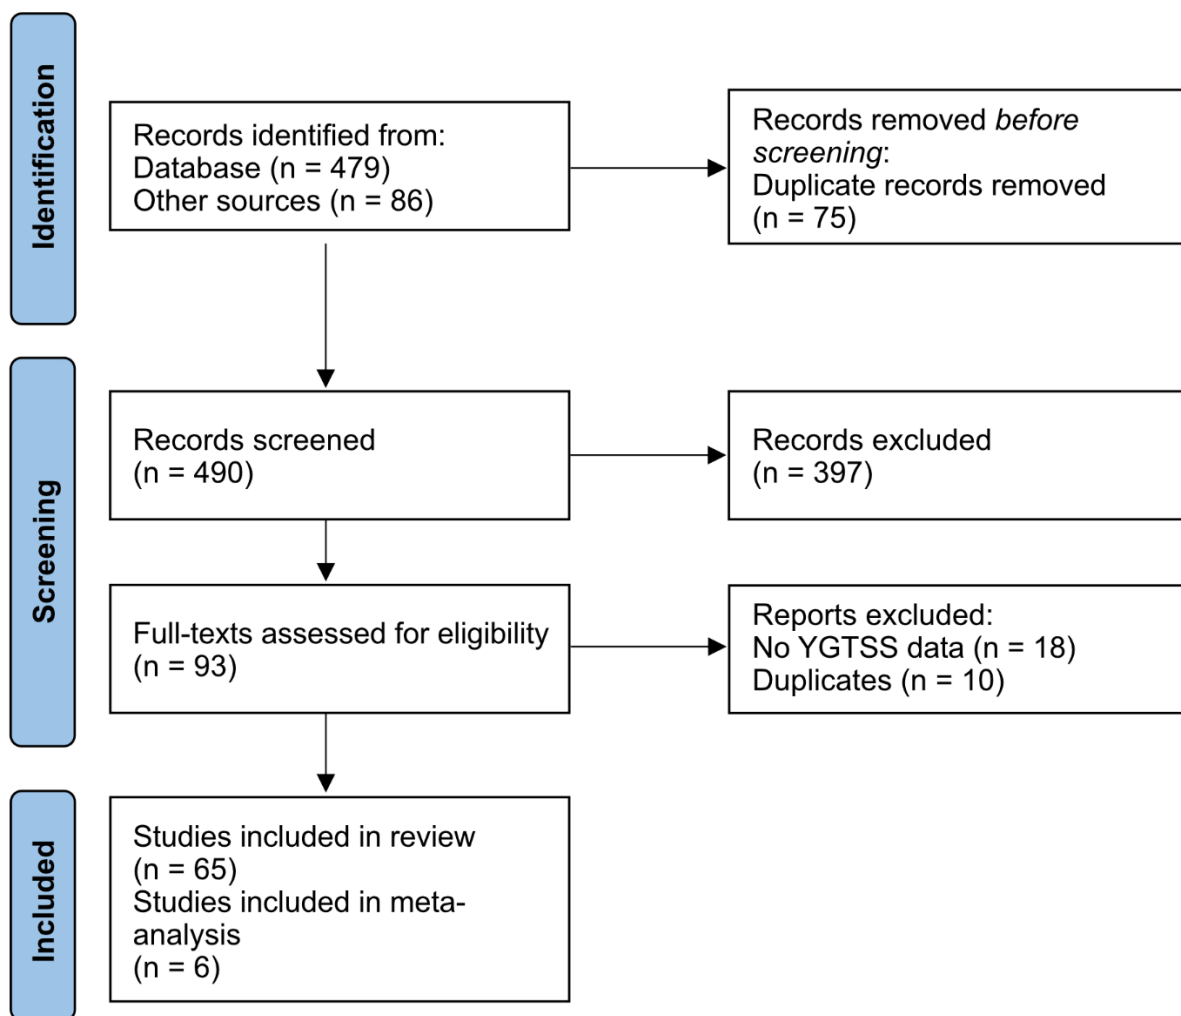 Identification
Records identified from:
Database (n = 479)
Other sources (n = 86)
Records removed before
screening:
Duplicate records removed
(n = 75)
Screening
Records screened
(n = 490)
Records excluded
(n = 397)
Full-texts assessed for eligibility
(n = 93)
Reports excluded:
No YGTSS data (n = 18)
Duplicates (n = 10)
Included
Studies included in review
(n = 65)
Studies included in meta-
analysis
(n = 6)